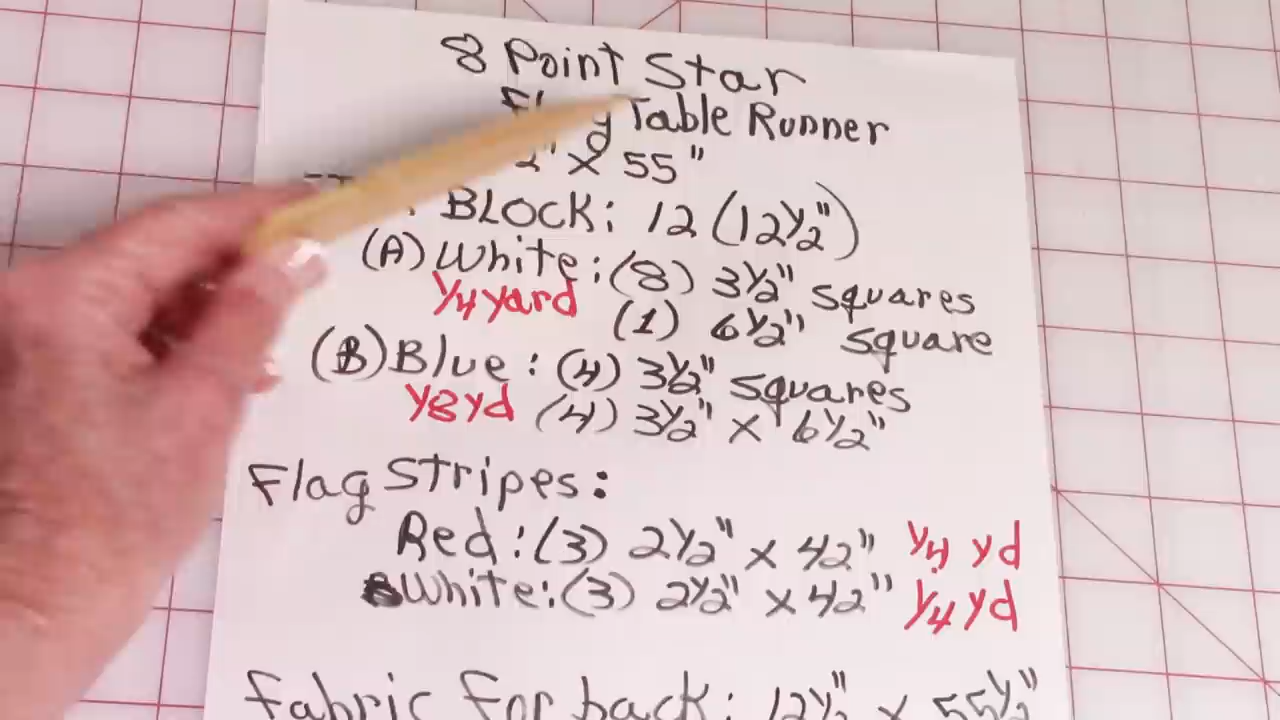 8 Point Star
Table Runner
2" X 55"
BLOCK: 12 (12½")
(A) White: (8) 3½" squares
¼ yard (1) 6½" square
(B) Blue: (4) 3½" squares
⅛ yd (4) 3½" X 6½"
Flag Stripes:
Red: (3) 2½" X 42" ¼ yd
White: (3) 2½" X 42" ¼ yd
Fabric For back: 12½" X 55½"